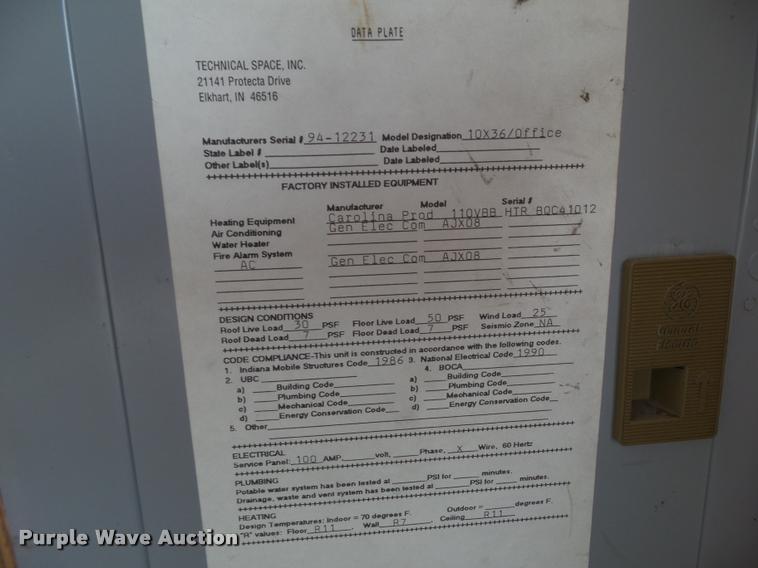 DATA PLATE
TECHNICAL SPACE, INC.
21141 Protecta Drive
Elkhart, IN 46516
Manufacturers Serial # 94-12231 Model Designation 10X36/Office
State Label # Date Labeled
Other Label(s) Date Labeled
FACTORY INSTALLED EQUIPMENT
Manufacturer Model Serial #
Heating Equipment Carolina Prod 110VBB HTR BQC41012
Air Conditioning Gen Elec Com AJX08
Water Heater
Fire Alarm System
AC Gen Elec Com AJX08
DESIGN CONDITIONS
Roof Live Load 30 PSF Floor Live Load 50 PSF Wind Load 25
Roof Dead Load 7 PSF Floor Dead Load 7 PSF Seismic Zone NA
CODE COMPLIANCE-This unit is constructed in accordance with the following codes.
1. Indiana Mobile Structures Code 1986 3. National Electrical Code 1990
2. UBC 4. BOCA
a) Building Code a) Building Code
b) Plumbing Code b) Plumbing Code
c) Mechanical Code c) Mechanical Code
d) Energy Conservation Code d) Energy Conservation Code
5. Other
ELECTRICAL
Service Panel: 100 AMP, volt, Phase, X Wire, 60 Hertz
PLUMBING
Potable water system has been tested at PSI for minutes.
Drainage, waste and vent system has been tested at PSI for minutes.
HEATING
Design Temperatures: Indoor = 70 degrees F. Outdoor = degrees F.
"R" values: Floor R11 Wall R7 Ceiling R11
Purple Wave Auction